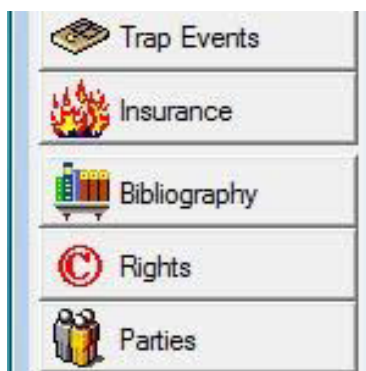 Trap Events
Insurance
Bibliography
© Rights
Parties